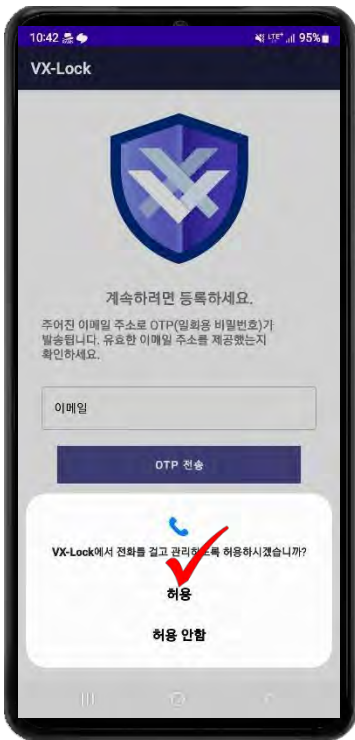 10:42 LTE+ 95%
VX-Lock
계속하려면 등록하세요.
주어진 이메일 주소로 OTP(일회용 비밀번호)가
발송됩니다. 유효한 이메일 주소를 제공했는지
확인하세요.
이메일
OTP 전송
VX-Lock에서 전화를 걸고 관리하도록 허용하시겠습니까?
허용
허용 안함